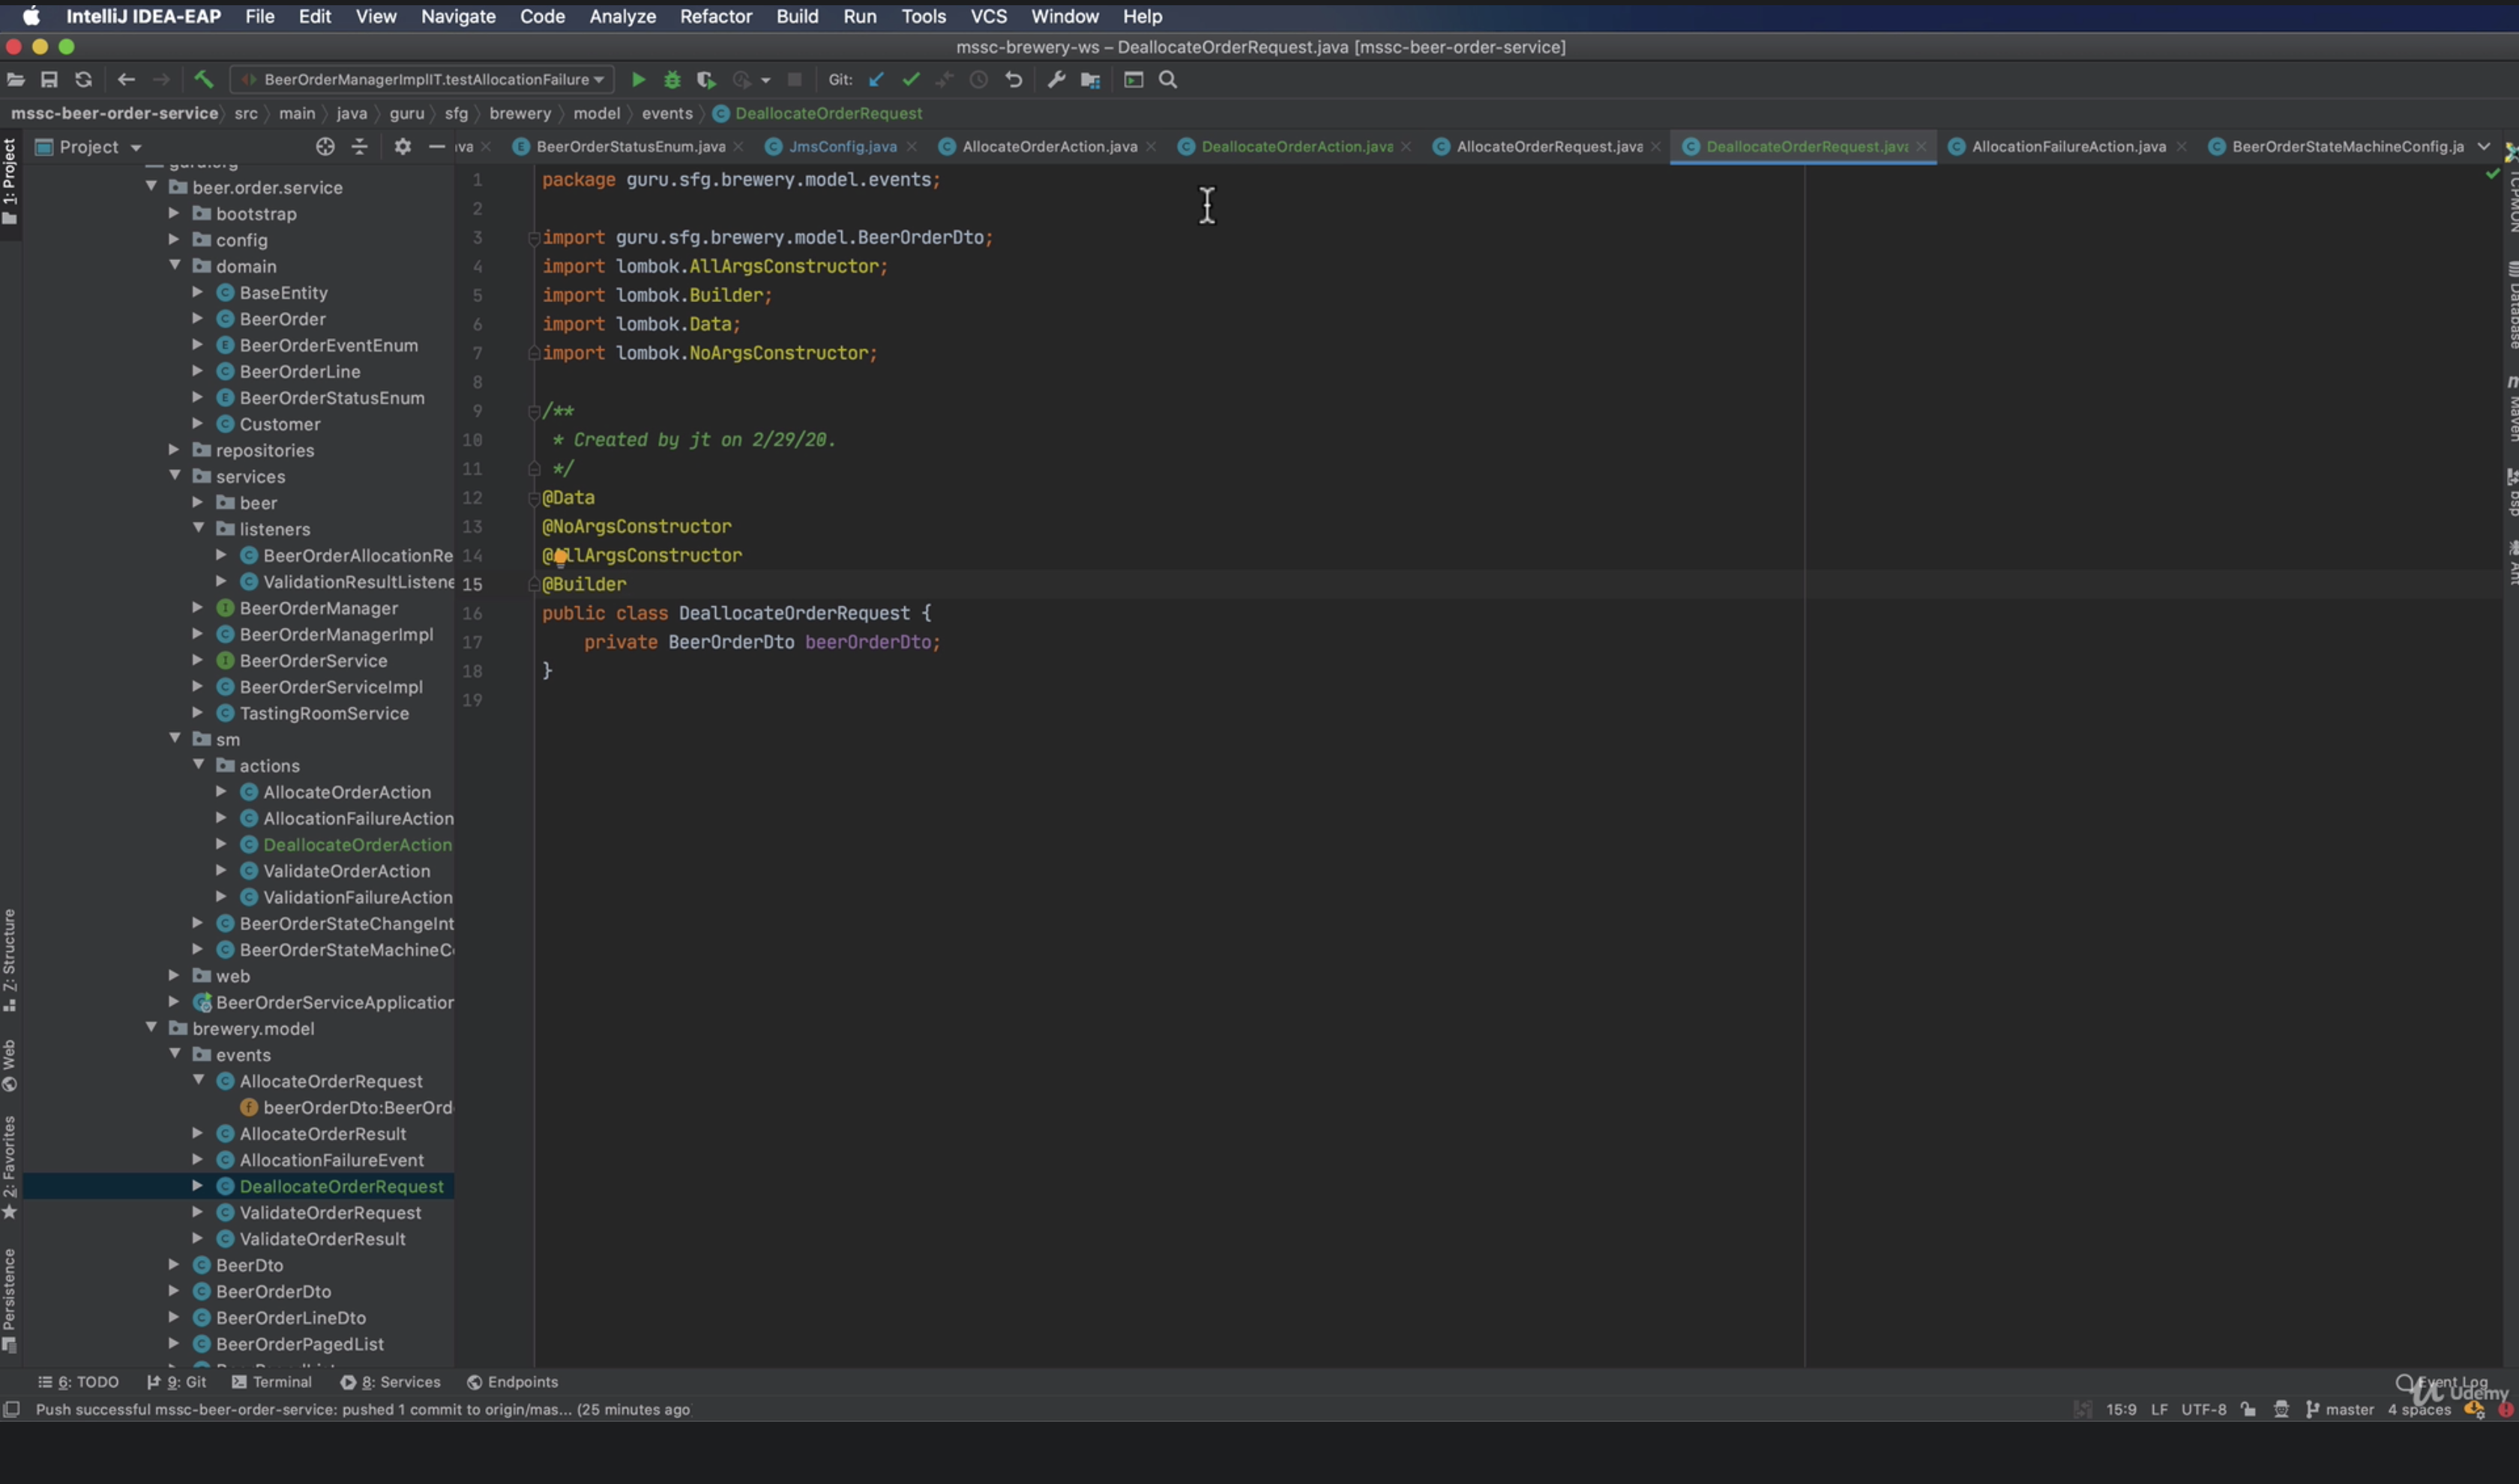 IntelliJ IDEA-EAP File Edit View Navigate Code Analyze Refactor Build Run Tools VCS Window Help
mssc-brewery-ws – DeallocateOrderRequest.java [mssc-beer-order-service]
BeerOrderManagerImplIT.testAllocationFailure Git:
mssc-beer-order-service src main java guru sfg brewery model events DeallocateOrderRequest
Project va BeerOrderStatusEnum.java JmsConfig.java AllocateOrderAction.java DeallocateOrderAction.java AllocateOrderRequest.java DeallocateOrderRequest.java AllocationFailureAction.java BeerOrderStateMachineConfig.ja
1: Project
Z: Structure
Web
2: Favorites
Persistence
beer.order.service
bootstrap
config
domain
BaseEntity
BeerOrder
BeerOrderEventEnum
BeerOrderLine
BeerOrderStatusEnum
Customer
repositories
services
beer
listeners
BeerOrderAllocationRe
ValidationResultListene
BeerOrderManager
BeerOrderManagerImpl
BeerOrderService
BeerOrderServiceImpl
TastingRoomService
sm
actions
AllocateOrderAction
AllocationFailureAction
DeallocateOrderAction
ValidateOrderAction
ValidationFailureAction
BeerOrderStateChangeInt
BeerOrderStateMachineC
web
BeerOrderServiceApplication
brewery.model
events
AllocateOrderRequest
beerOrderDto:BeerOrd
AllocateOrderResult
AllocationFailureEvent
DeallocateOrderRequest
ValidateOrderRequest
ValidateOrderResult
BeerDto
BeerOrderDto
BeerOrderLineDto
BeerOrderPagedList
1 package guru.sfg.brewery.model.events;
2
3 import guru.sfg.brewery.model.BeerOrderDto;
4 import lombok.AllArgsConstructor;
5 import lombok.Builder;
6 import lombok.Data;
7 import lombok.NoArgsConstructor;
8
9 /**
10 * Created by jt on 2/29/20.
11 */
12 @Data
13 @NoArgsConstructor
14 @AllArgsConstructor
15 @Builder
16 public class DeallocateOrderRequest {
17 private BeerOrderDto beerOrderDto;
18 }
19
Database
Maven
Dsp
Ant
6: TODO 9: Git Terminal 8: Services Endpoints Event Log
Udemy
Push successful mssc-beer-order-service: pushed 1 commit to origin/mas... (25 minutes ago 15:9 LF UTF-8 master 4 spaces